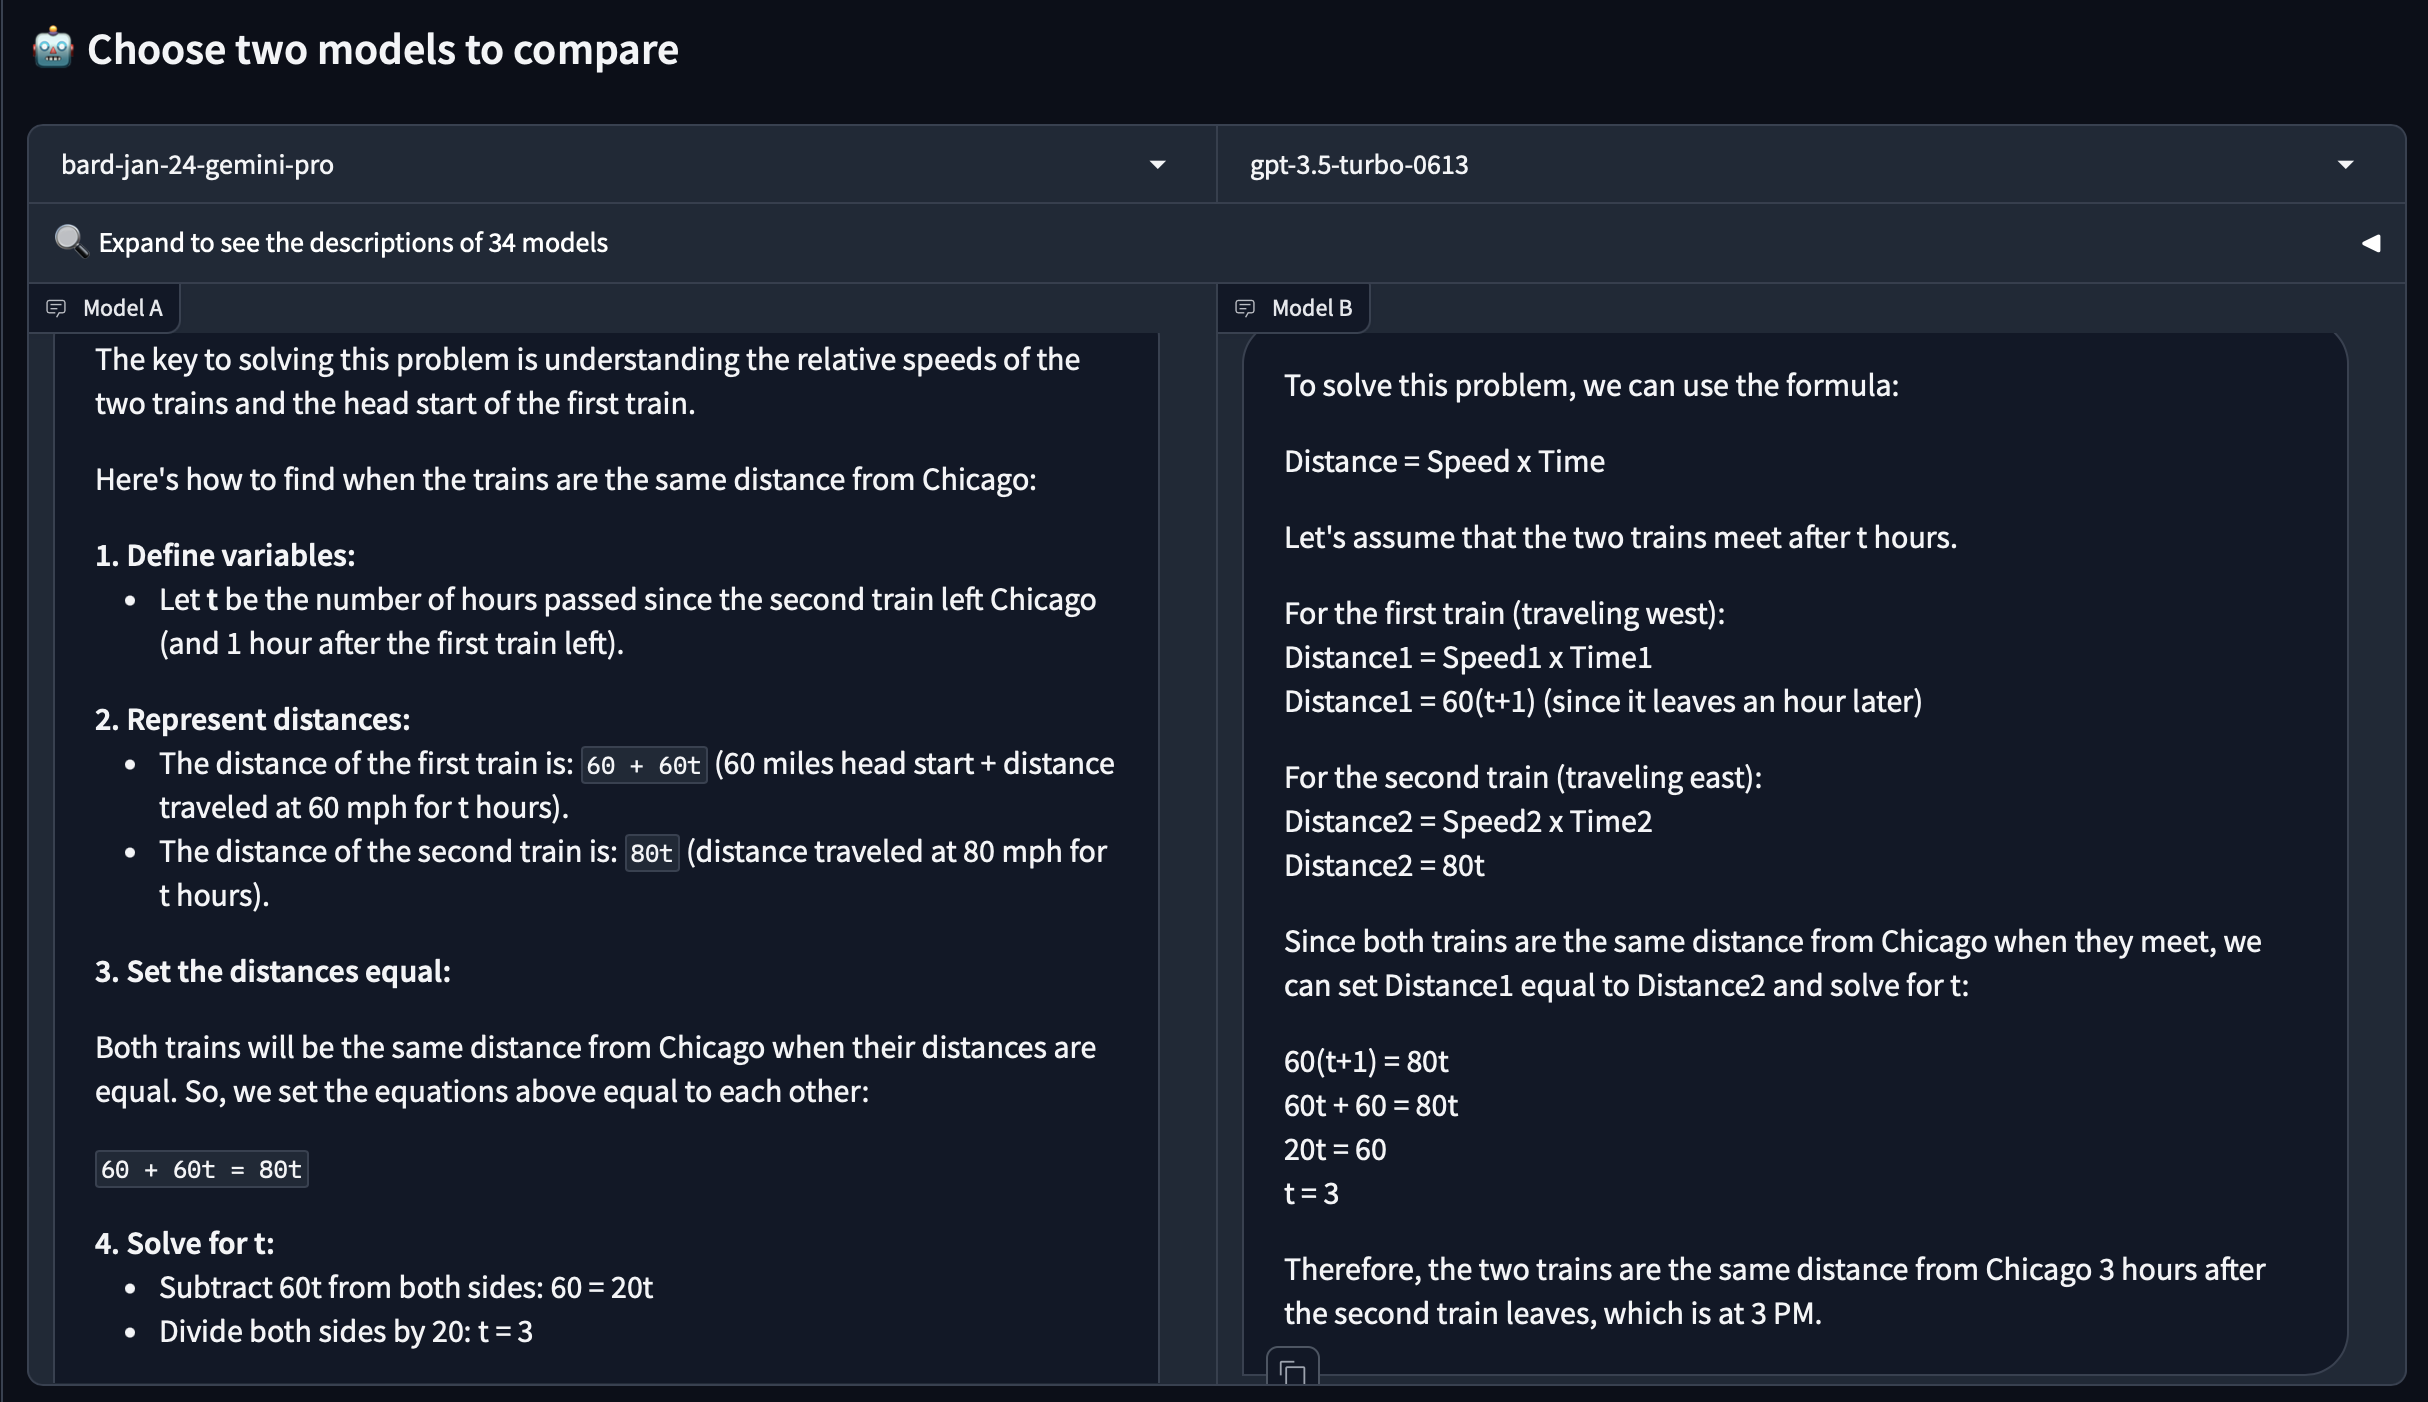 Choose two models to compare
bard-jan-24-gemini-pro
gpt-3.5-turbo-0613
Expand to see the descriptions of 34 models
Model A
The key to solving this problem is understanding the relative speeds of the
two trains and the head start of the first train.
Here's how to find when the trains are the same distance from Chicago:
1. Define variables:
• Let t be the number of hours passed since the second train left Chicago
(and 1 hour after the first train left).
2. Represent distances:
• The distance of the first train is: 60 + 60t (60 miles head start + distance
traveled at 60 mph for t hours).
• The distance of the second train is: 80t (distance traveled at 80 mph for
t hours).
3. Set the distances equal:
Both trains will be the same distance from Chicago when their distances are
equal. So, we set the equations above equal to each other:
60 + 60t = 80t
4. Solve for t:
• Subtract 60t from both sides: 60 = 20t
• Divide both sides by 20: t = 3
Model B
To solve this problem, we can use the formula:
Distance = Speed x Time
Let's assume that the two trains meet after t hours.
For the first train (traveling west):
Distance1 = Speed1 x Time1
Distance1 = 60(t+1) (since it leaves an hour later)
For the second train (traveling east):
Distance2 = Speed2 x Time2
Distance2 = 80t
Since both trains are the same distance from Chicago when they meet, we
can set Distance1 equal to Distance2 and solve for t:
60(t+1) = 80t
60t + 60 = 80t
20t = 60
t = 3
Therefore, the two trains are the same distance from Chicago 3 hours after
the second train leaves, which is at 3 PM.